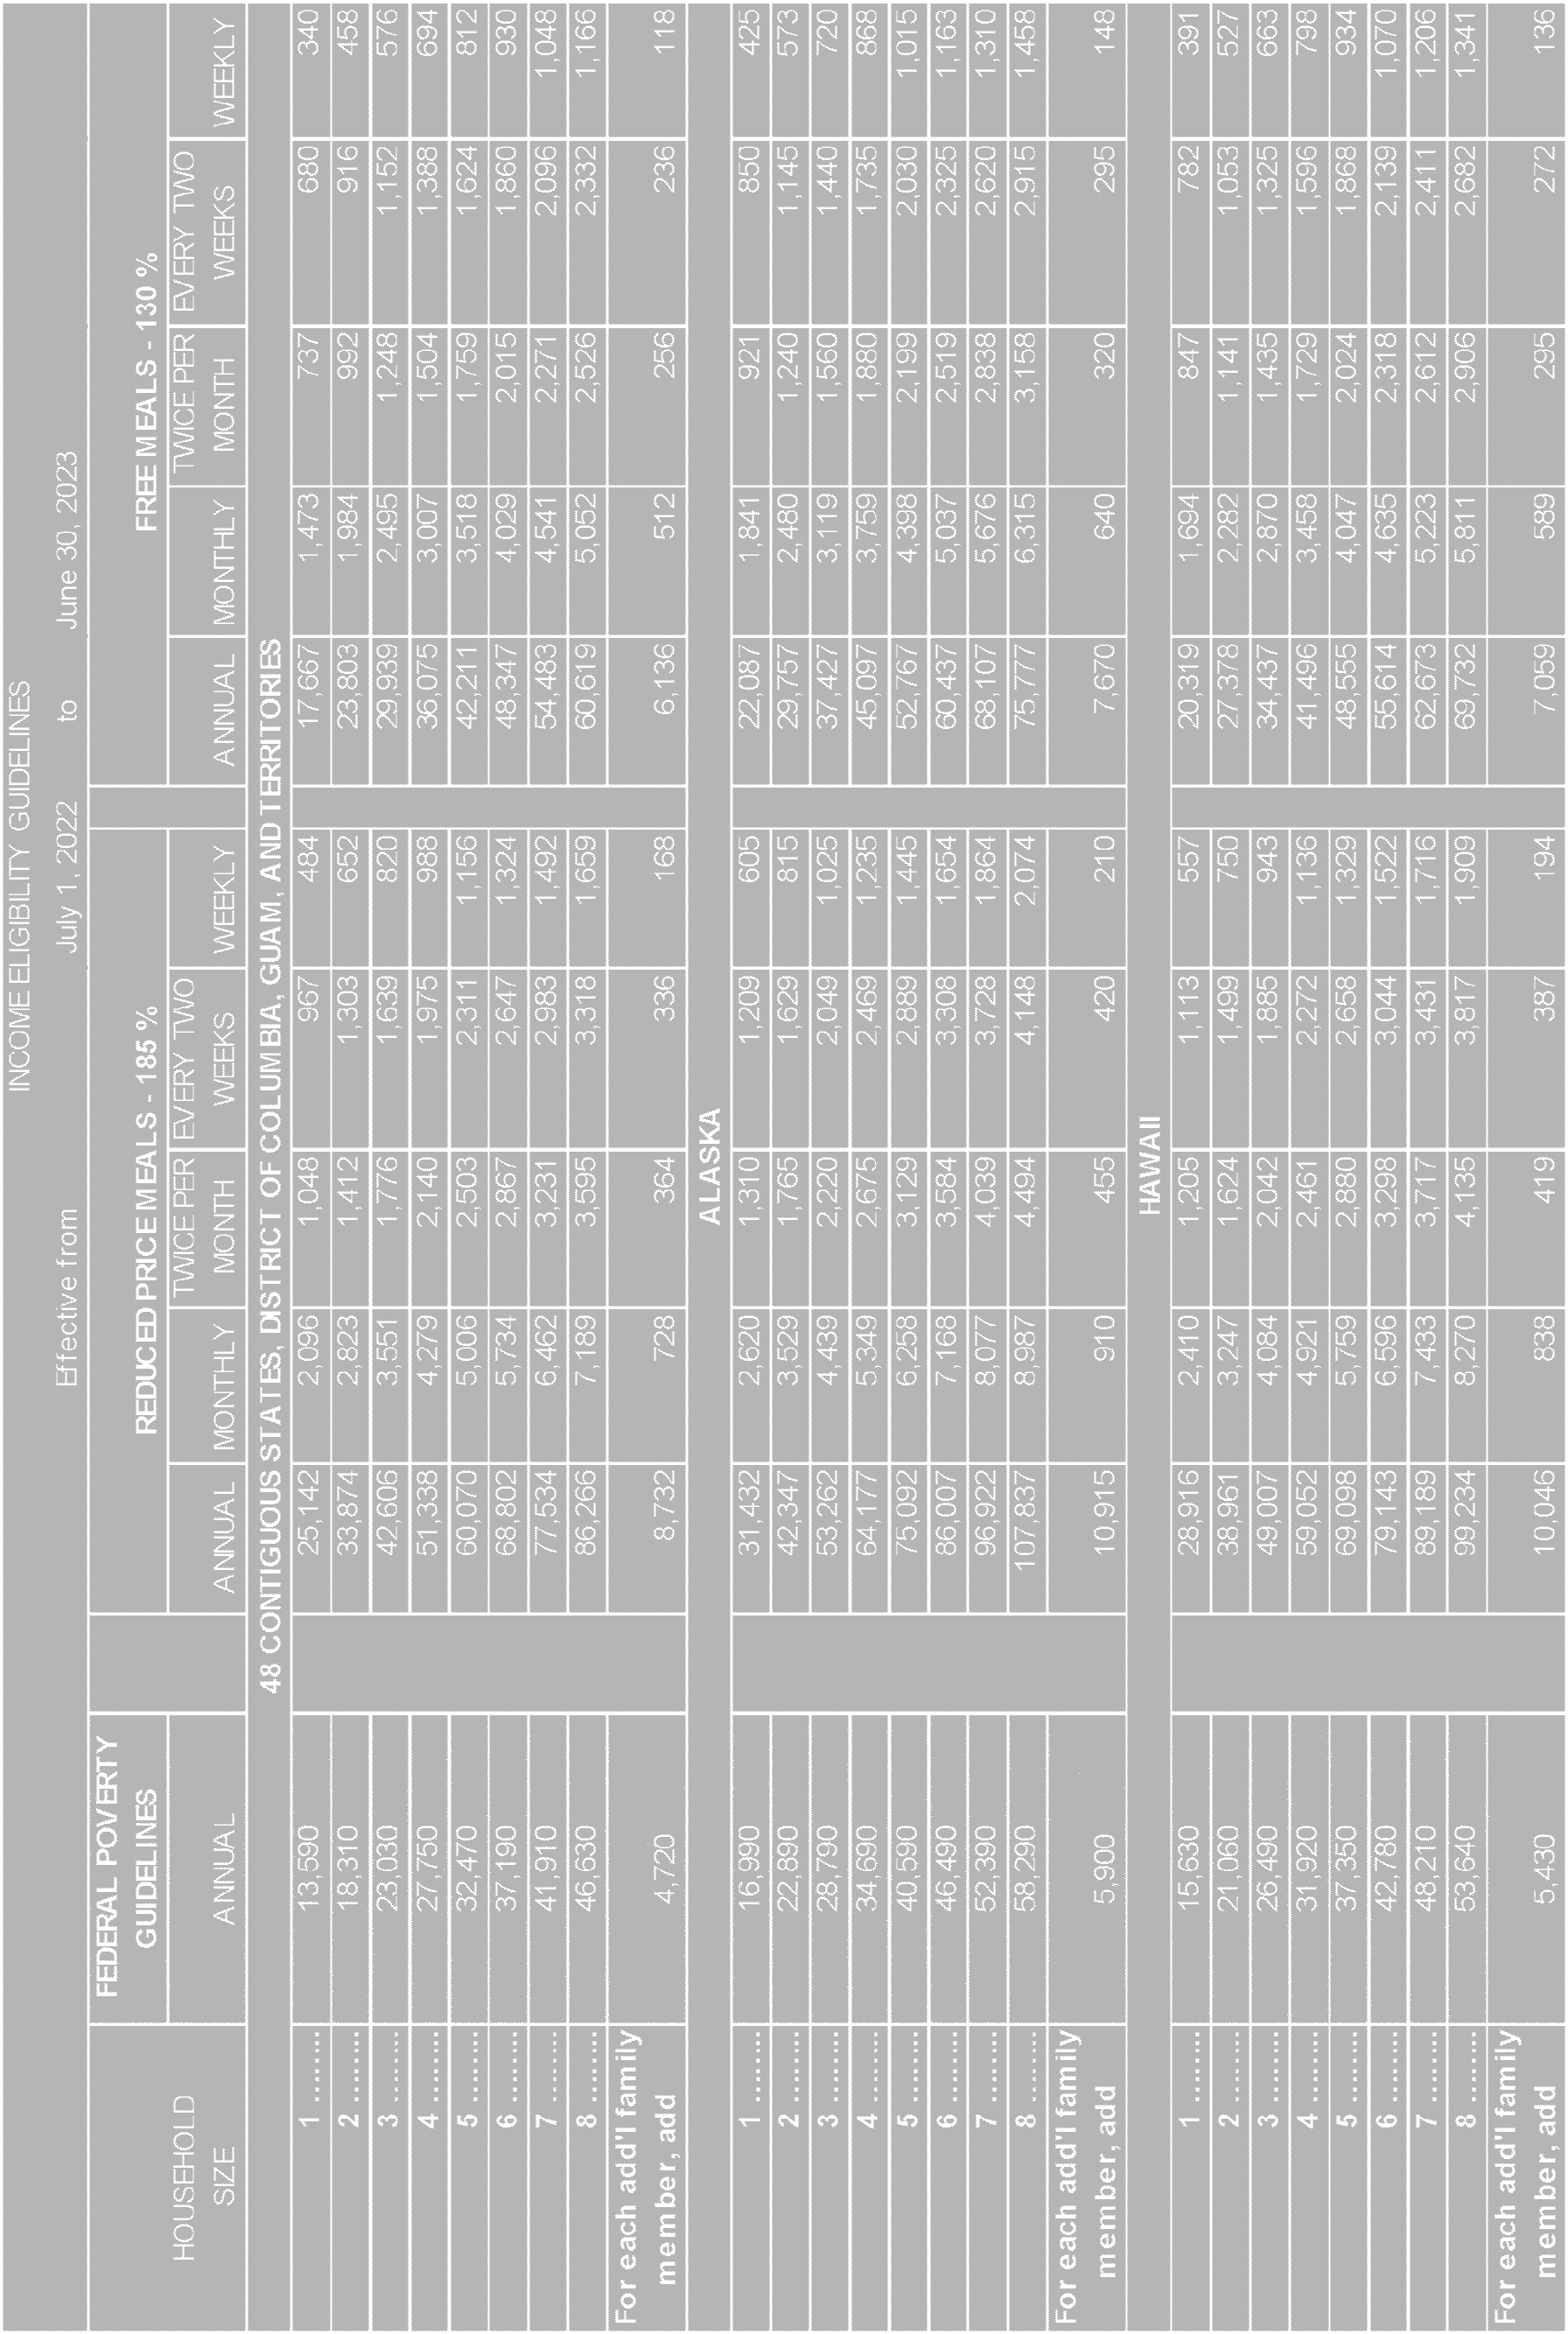 INCOME ELIGIBILITY GUIDELINES
Effective from July 1, 2022 to June 30, 2023
HOUSEHOLD SIZE FEDERAL POVERTY GUIDELINES REDUCED PRICE MEALS - 185 % FREE MEALS - 130 %
ANNUAL ANNUAL MONTHLY TWICE PER MONTH EVERY TWO WEEKS WEEKLY ANNUAL MONTHLY TWICE PER MONTH EVERY TWO WEEKS WEEKLY
48 CONTIGUOUS STATES, DISTRICT OF COLUMBIA, GUAM, AND TERRITORIES
1 ........ 13,590 25,142 2,096 1,048 967 484 17,667 1,473 737 680 340
2 ........ 18,310 33,874 2,823 1,412 1,303 652 23,803 1,984 992 916 458
3 ........ 23,030 42,606 3,551 1,776 1,639 820 29,939 2,495 1,248 1,152 576
4 ........ 27,750 51,338 4,279 2,140 1,975 988 36,075 3,007 1,504 1,388 694
5 ........ 32,470 60,070 5,006 2,503 2,311 1,156 42,211 3,518 1,759 1,624 812
6 ........ 37,190 68,802 5,734 2,867 2,647 1,324 48,347 4,029 2,015 1,860 930
7 ........ 41,910 77,534 6,462 3,231 2,983 1,492 54,483 4,541 2,271 2,096 1,048
8 ........ 46,630 86,266 7,189 3,595 3,318 1,659 60,619 5,052 2,526 2,332 1,166
For each add'l family
member, add 4,720 8,732 728 364 336 168 6,136 512 256 236 118
ALASKA
1 ........ 16,990 31,432 2,620 1,310 1,209 605 22,087 1,841 921 850 425
2 ........ 22,890 42,347 3,529 1,765 1,629 815 29,757 2,480 1,240 1,145 573
3 ........ 28,790 53,262 4,439 2,220 2,049 1,025 37,427 3,119 1,560 1,440 720
4 ........ 34,690 64,177 5,349 2,675 2,469 1,235 45,097 3,759 1,880 1,735 868
5 ........ 40,590 75,092 6,258 3,129 2,889 1,445 52,767 4,398 2,199 2,030 1,015
6 ........ 46,490 86,007 7,168 3,584 3,308 1,654 60,437 5,037 2,519 2,325 1,163
7 ........ 52,390 96,922 8,077 4,039 3,728 1,864 68,107 5,676 2,838 2,620 1,310
8 ........ 58,290 107,837 8,987 4,494 4,148 2,074 75,777 6,315 3,158 2,915 1,458
For each add'l family
member, add 5,900 10,915 910 455 420 210 7,670 640 320 295 148
HAWAII
1 ........ 15,630 28,916 2,410 1,205 1,113 557 20,319 1,694 847 782 391
2 ........ 21,060 38,961 3,247 1,624 1,499 750 27,378 2,282 1,141 1,053 527
3 ........ 26,490 49,007 4,084 2,042 1,885 943 34,437 2,870 1,435 1,325 663
4 ........ 31,920 59,052 4,921 2,461 2,272 1,136 41,496 3,458 1,729 1,596 798
5 ........ 37,350 69,098 5,759 2,880 2,658 1,329 48,555 4,047 2,024 1,868 934
6 ........ 42,780 79,143 6,596 3,298 3,044 1,522 55,614 4,635 2,318 2,139 1,070
7 ........ 48,210 89,189 7,433 3,717 3,431 1,716 62,673 5,223 2,612 2,411 1,206
8 ........ 53,640 99,234 8,270 4,135 3,817 1,909 69,732 5,811 2,906 2,682 1,341
For each add'l family
member, add 5,430 10,046 838 419 387 194 7,059 589 295 272 136